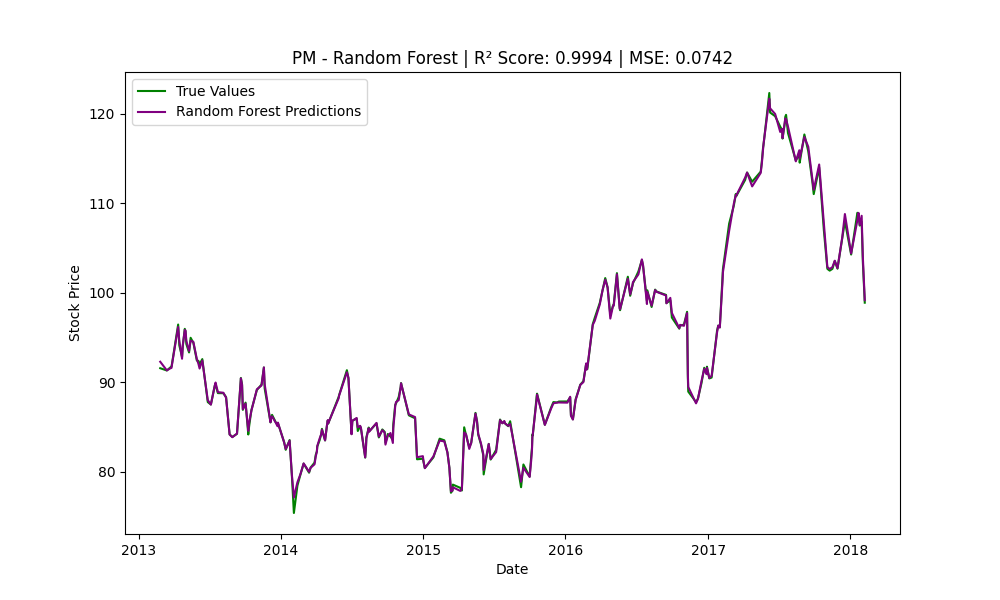 PM - Random Forest | R² Score: 0.9994 | MSE: 0.0742
True Values
Random Forest Predictions
Stock Price
120
110
100
90
80
2013
2014
2015
2016
2017
2018
Date